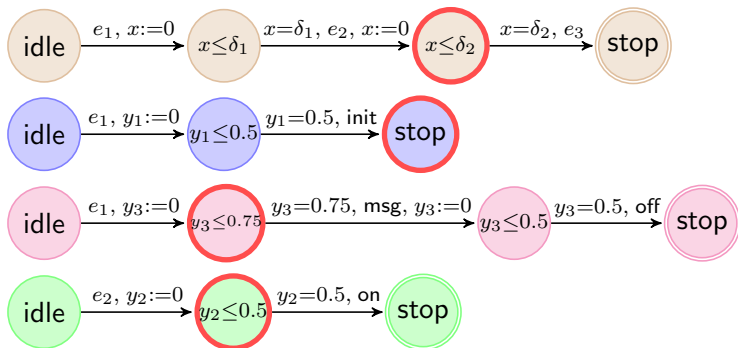 idle e₁, x:=0 x≤δ₁ x=δ₁, e₂, x:=0 x≤δ₂ x=δ₂, e₃ stop
idle e₁, y₁:=0 y₁≤0.5 y₁=0.5, init stop
idle e₁, y₃:=0 y₃≤0.75 y₃=0.75, msg, y₃:=0 y₃≤0.5 y₃=0.5, off stop
idle e₂, y₂:=0 y₂≤0.5 y₂=0.5, on stop